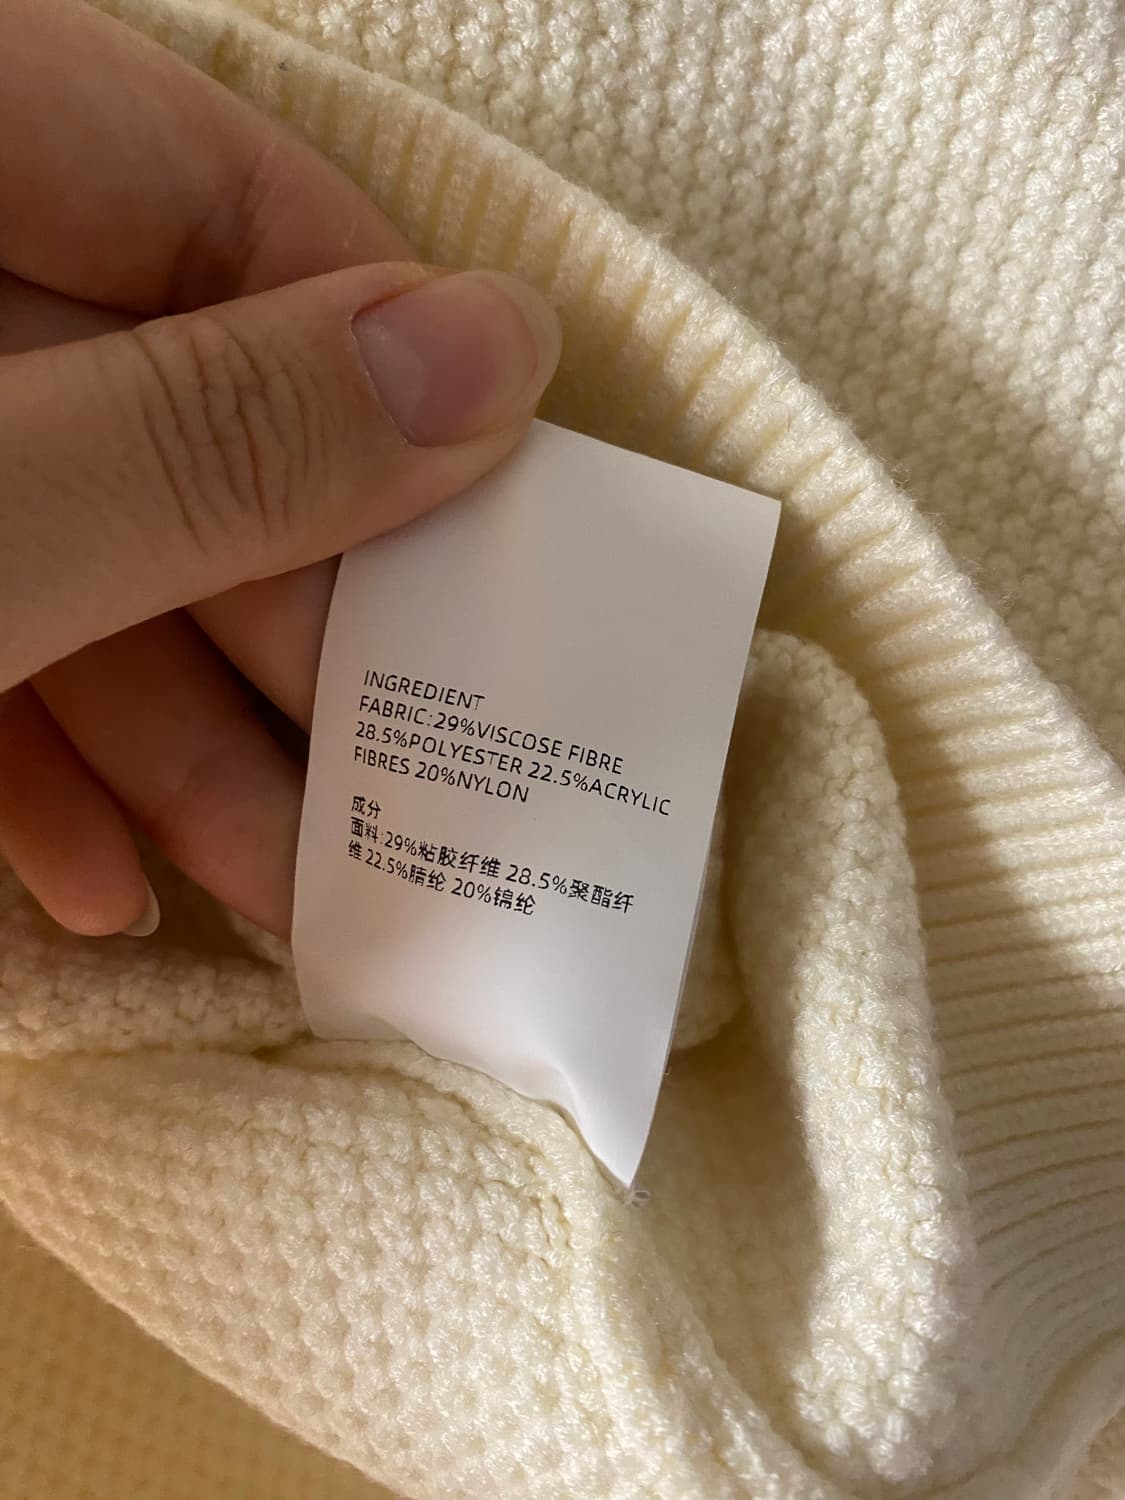 INGREDIENT
FABRIC:29%VISCOSE FIBRE
28.5%POLYESTER 22.5%ACRYLIC
FIBRES 20%NYLON
成分
面料:29%粘胶纤维 28.5%聚酯纤
维 22.5%腈纶 20%锦纶